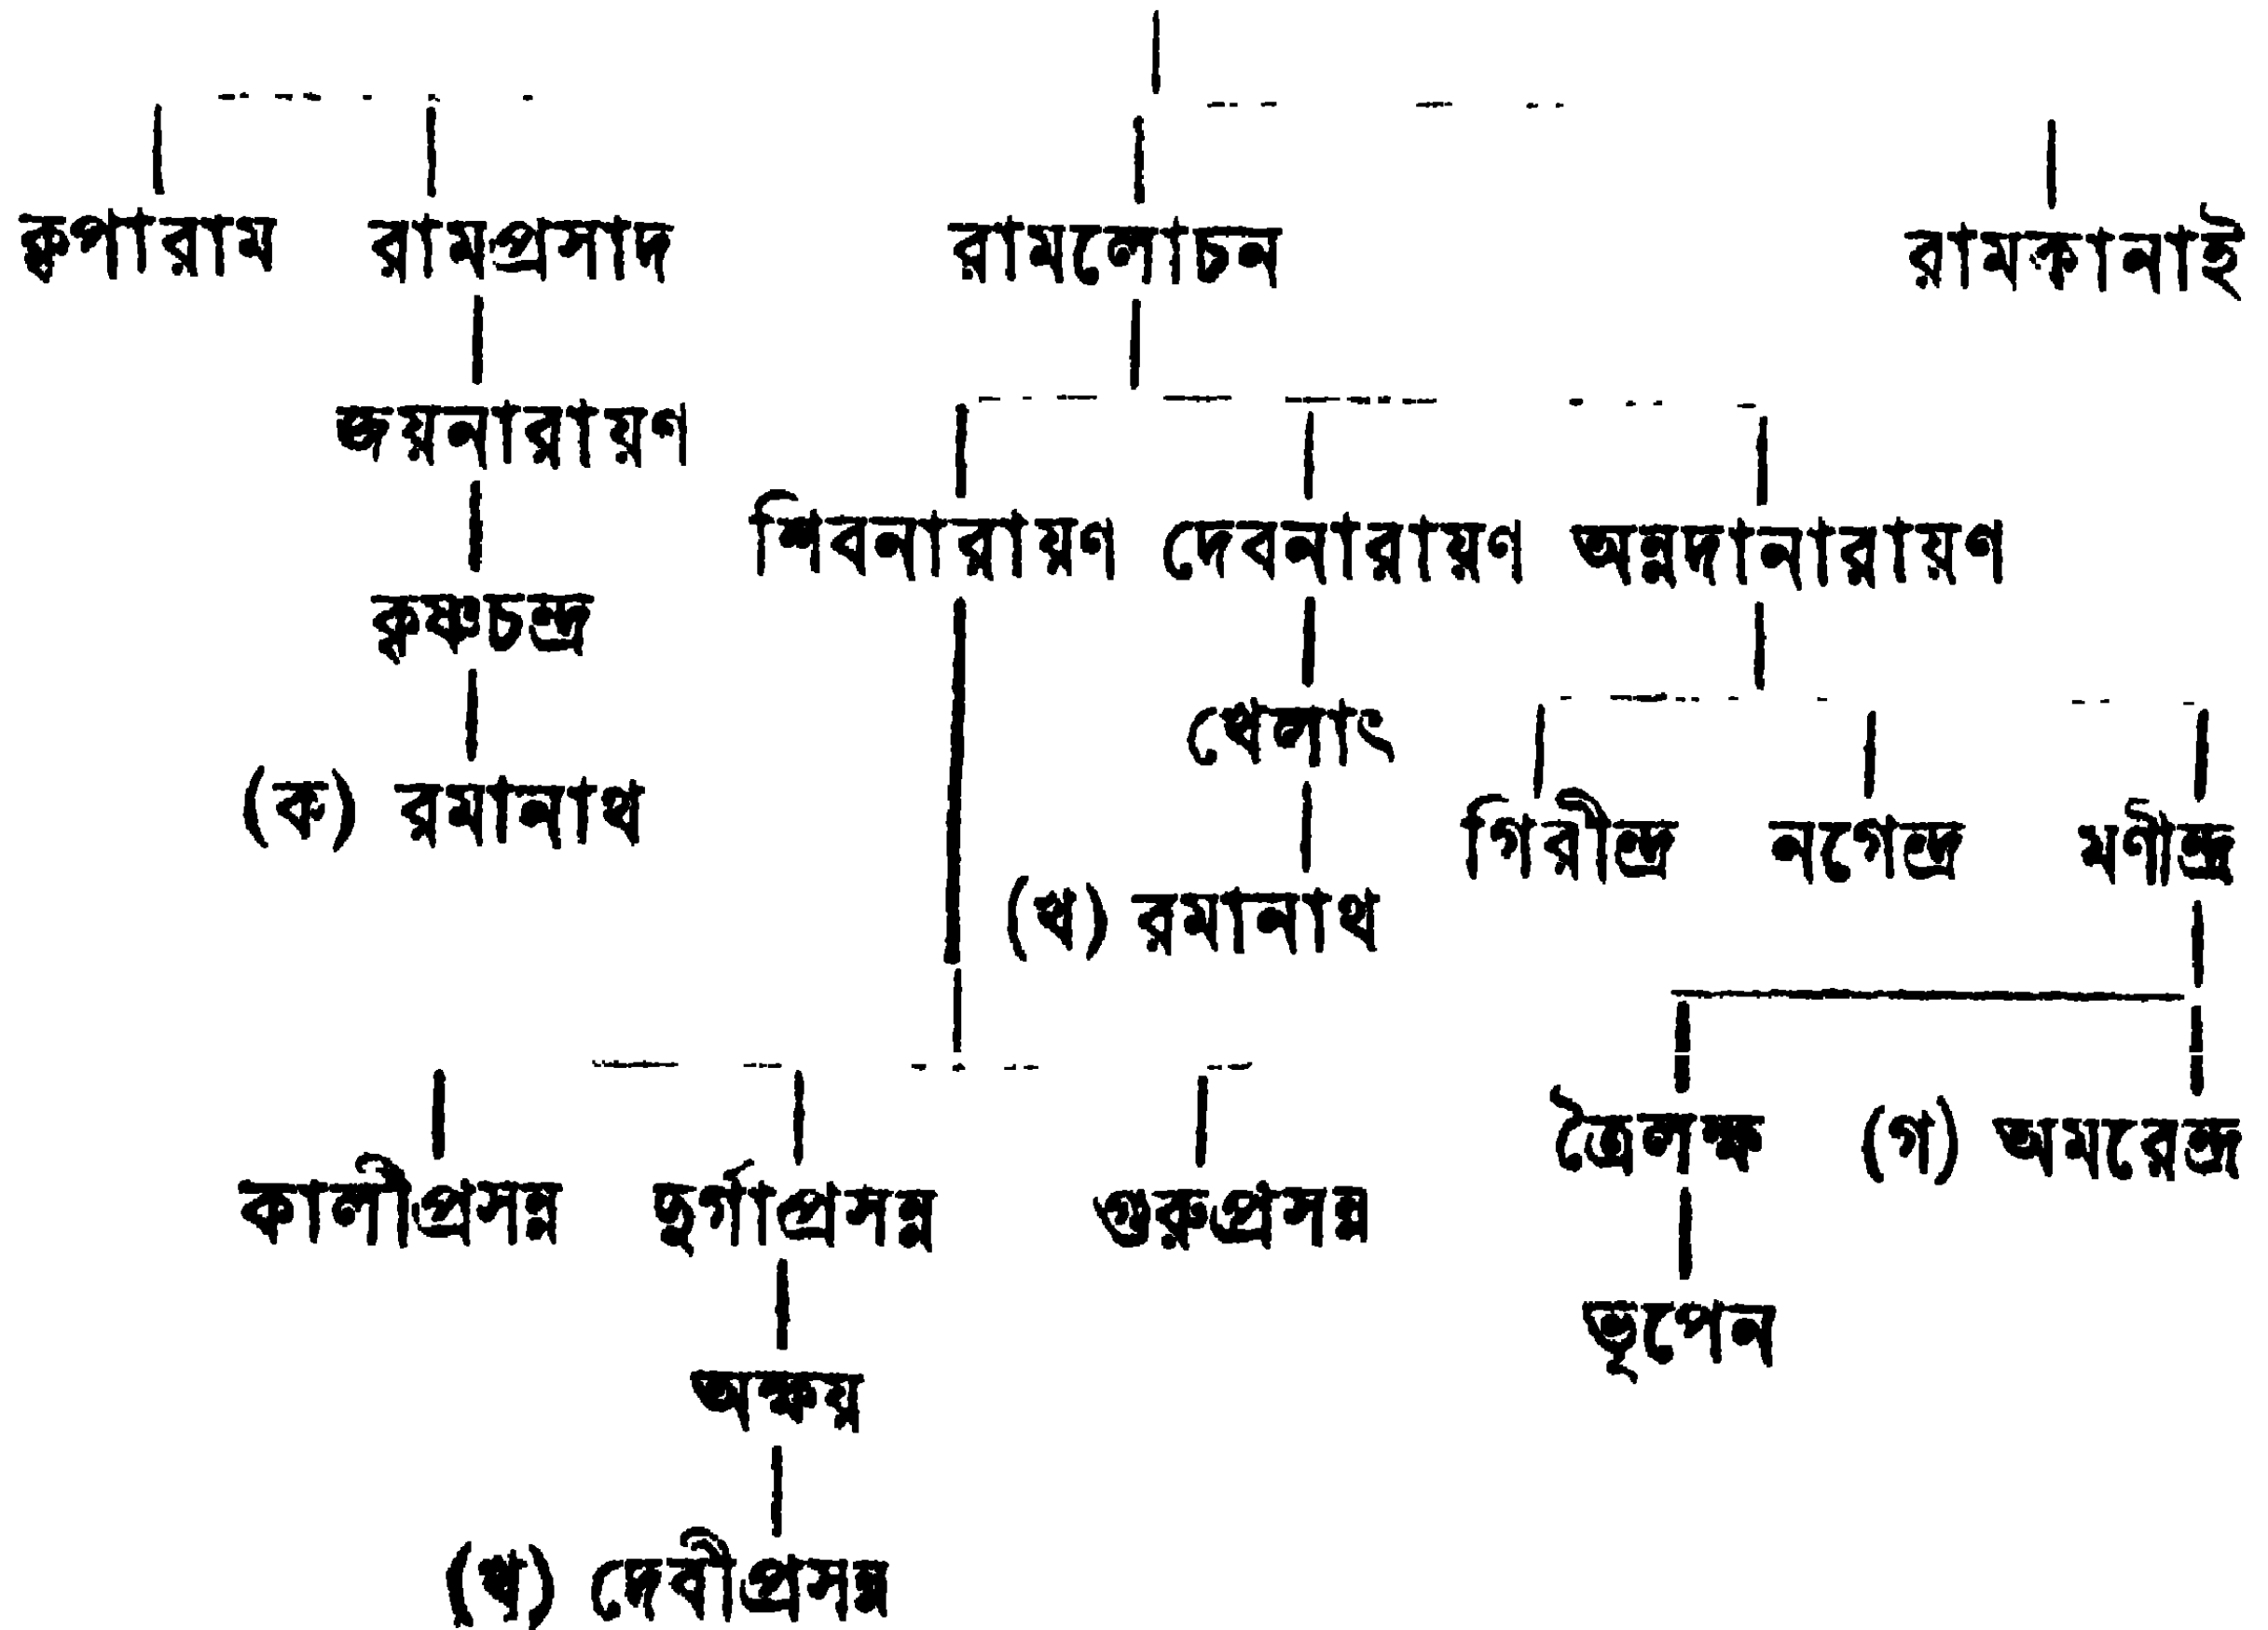 কৃপারাম রামপ্রসাদ রামলোচন রামকানাই
জয়নারায়ণ
শিবনারায়ণ দেবনারায়ণ অন্নদানারায়ণ
কৃষ্ণচন্দ্র
খেলাৎ
(ক) রমানাথ গিরীন্দ্র নগেন্দ্র মণীন্দ্র
(খ) রমানাথ
ত্রৈলক্ষ (গ) অমরেন্দ্র
কালীপ্রসন্ন দুর্গাপ্রসন্ন গুরুপ্রসন্ন
ভূপেন
অক্ষয়
(খ) দেবীপ্রসন্ন